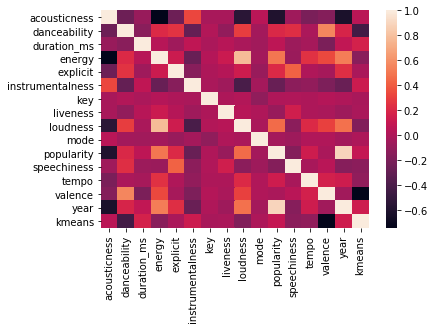 acousticness
danceability
duration_ms
energy
explicit
instrumentalness
key
liveness
loudness
mode
popularity
speechiness
tempo
valence
year
kmeans
acousticness
danceability
duration_ms
energy
explicit
instrumentalness
key
liveness
loudness
mode
popularity
speechiness
tempo
valence
year
kmeans
1.0
0.8
0.6
0.4
0.2
0.0
−0.2
−0.4
−0.6